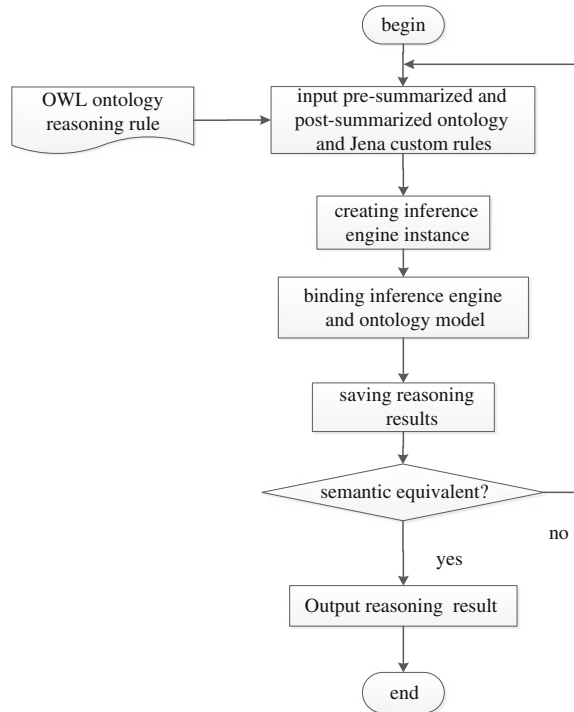 begin
OWL ontology
reasoning rule
input pre-summarized and
post-summarized ontology
and Jena custom rules
creating inference
engine instance
binding inference engine
and ontology model
saving reasoning
results
semantic equivalent?
no
yes
Output reasoning result
end